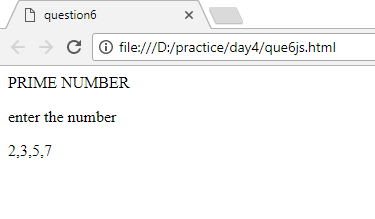 question6
file:///D:/practice/day4/que6js.html
PRIME NUMBER
enter the number
2,3,5,7